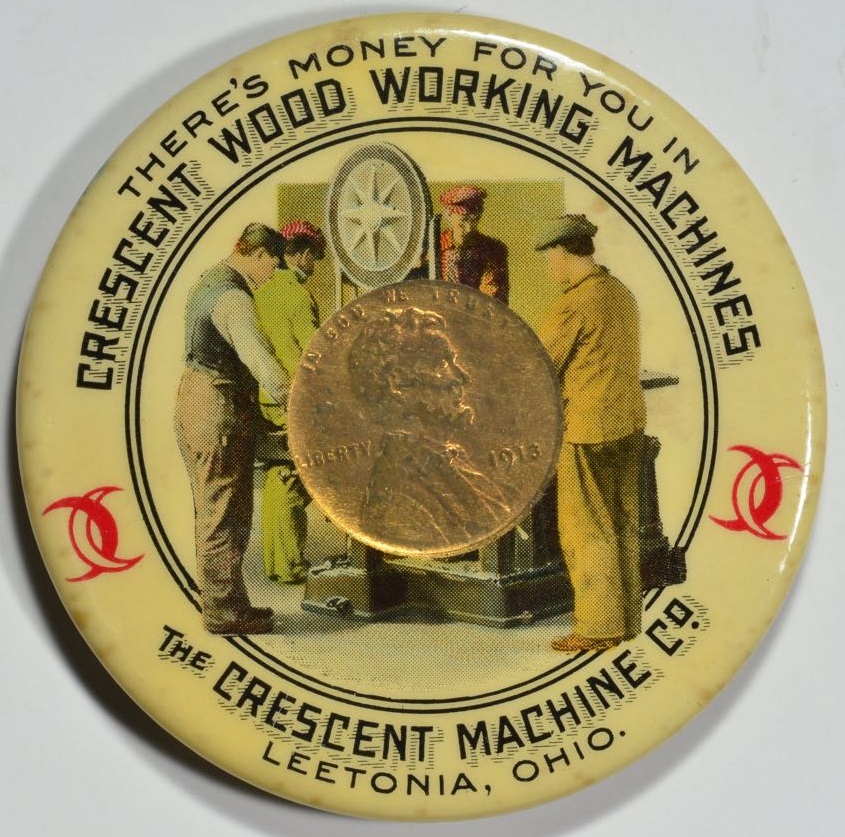 THERE'S MONEY FOR YOU IN
CRESCENT WOOD WORKING MACHINES
IN GOD WE TRUST
LIBERTY
1913
THE CRESCENT MACHINE CO.
LEETONIA, OHIO.